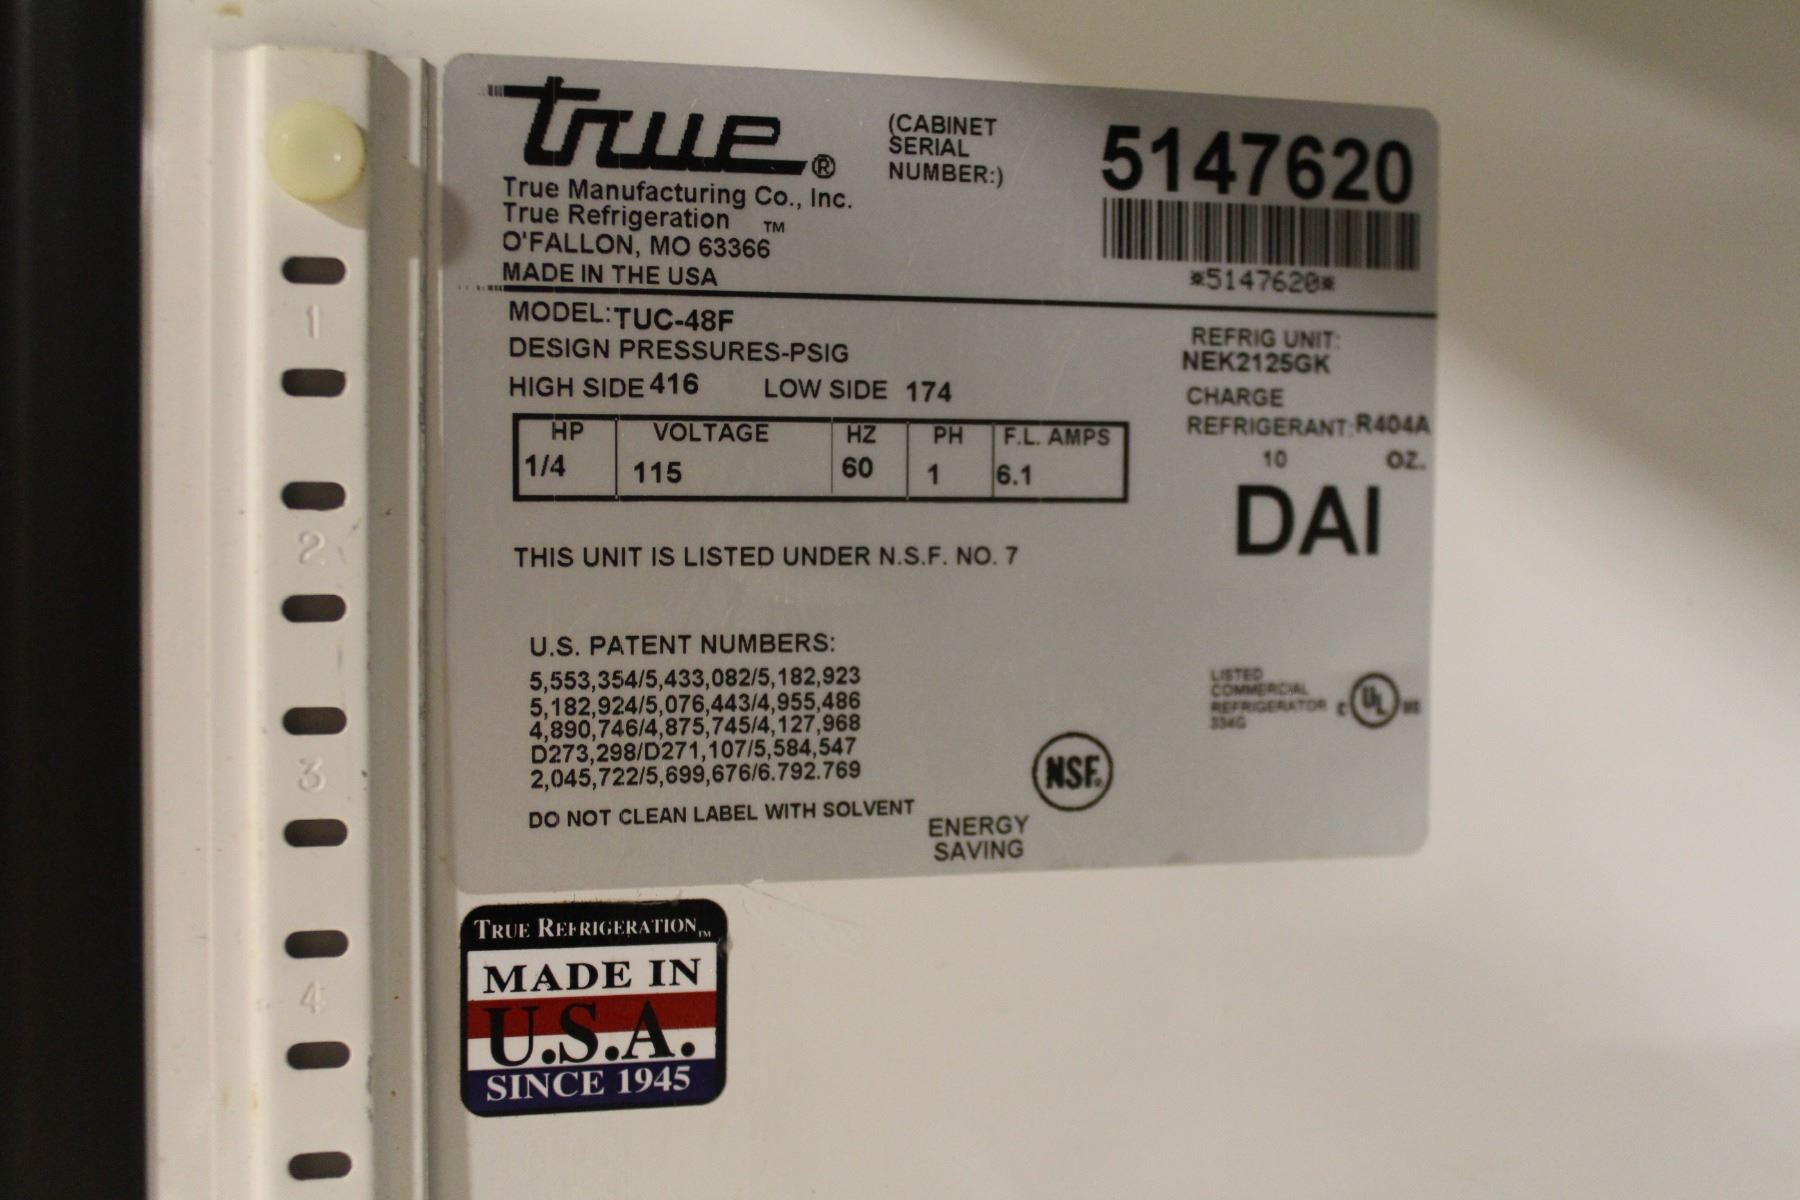 true®
True Manufacturing Co., Inc.
True Refrigeration ™
O'FALLON, MO 63366
MADE IN THE USA
(CABINET
SERIAL
NUMBER:)
5147620
*5147620*
MODEL: TUC-48F
DESIGN PRESSURES-PSIG
HIGH SIDE 416 LOW SIDE 174
REFRIG UNIT:
NEK2125GK
CHARGE
REFRIGERANT: R404A
10 OZ.
DAI
HP VOLTAGE HZ PH F.L. AMPS
1/4 115 60 1 6.1
THIS UNIT IS LISTED UNDER N.S.F. NO. 7
U.S. PATENT NUMBERS:
5,553,354/5,433,082/5,182,923
5,182,924/5,076,443/4,955,486
4,890,746/4,875,745/4,127,968
D273,298/D271,107/5,584,547
2,045,722/5,699,676/6.792.769
DO NOT CLEAN LABEL WITH SOLVENT
ENERGY
SAVING
NSF®
LISTED
COMMERCIAL
REFRIGERATOR
334G
C UL US
TRUE REFRIGERATION™
MADE IN
U.S.A.
SINCE 1945
1
2
3
4